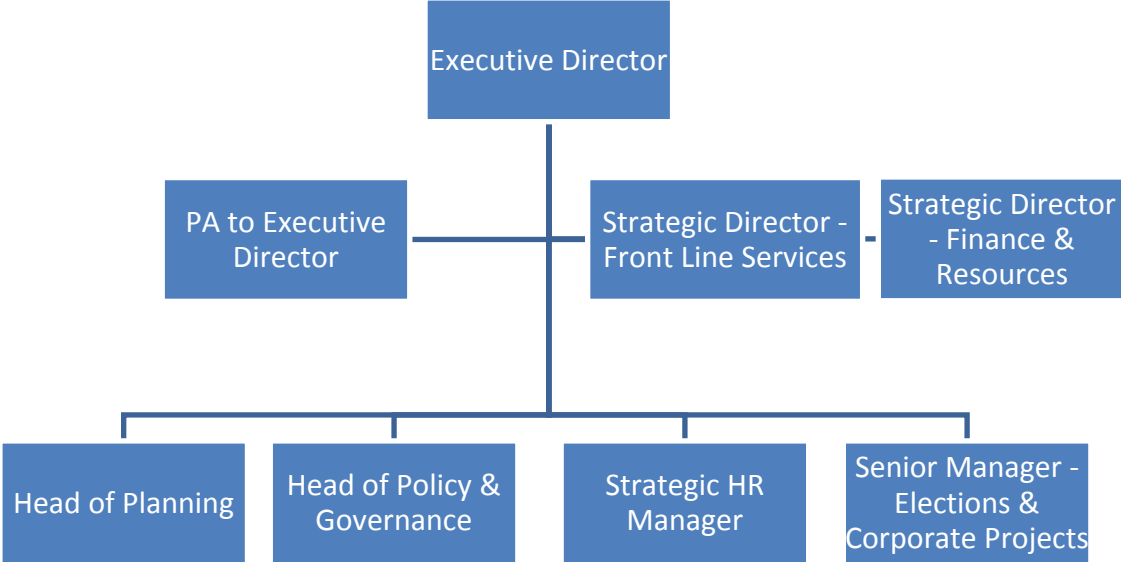 Executive Director
PA to Executive
Director
Strategic Director -
Front Line Services
Strategic Director
- Finance &
Resources
Head of Planning
Head of Policy &
Governance
Strategic HR
Manager
Senior Manager -
Elections &
Corporate Projects